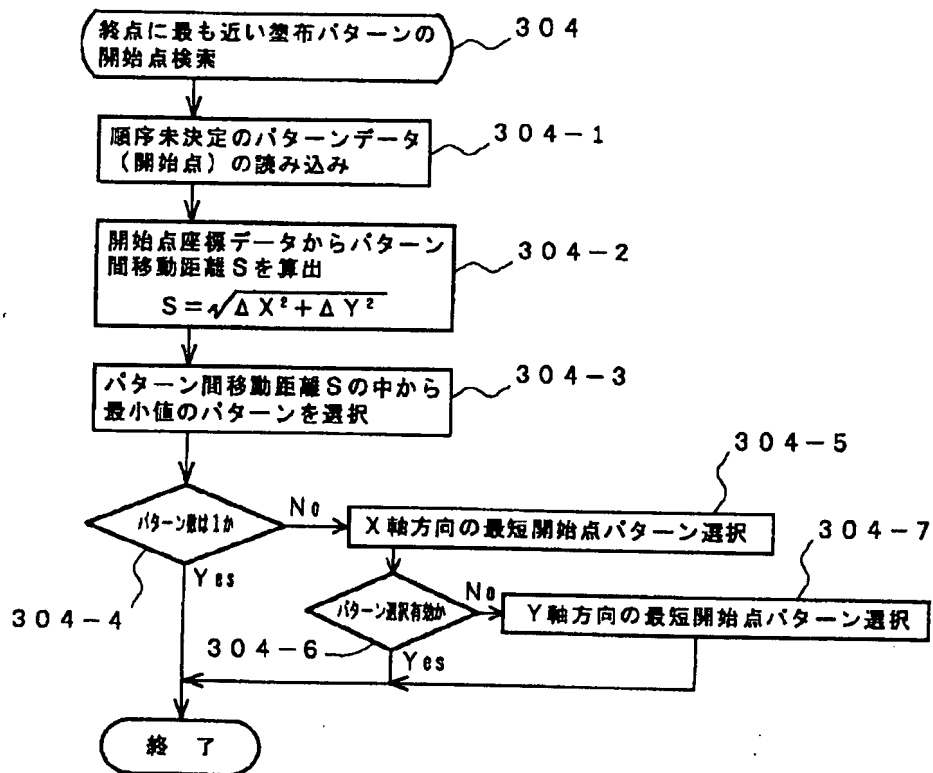 終点に最も近い塗布パターンの
開始点検索
304
順序未決定のパターンデータ
（開始点）の読み込み
304-1
開始点座標データからパターン
間移動距離Sを算出
S=√ΔX²+ΔY²
304-2
パターン間移動距離Sの中から
最小値のパターンを選択
304-3
パターン数は1か
No
Yes
304-4
304-5
X軸方向の最短開始点パターン選択
パターン選択有効か
No
Yes
304-6
304-7
Y軸方向の最短開始点パターン選択
終了